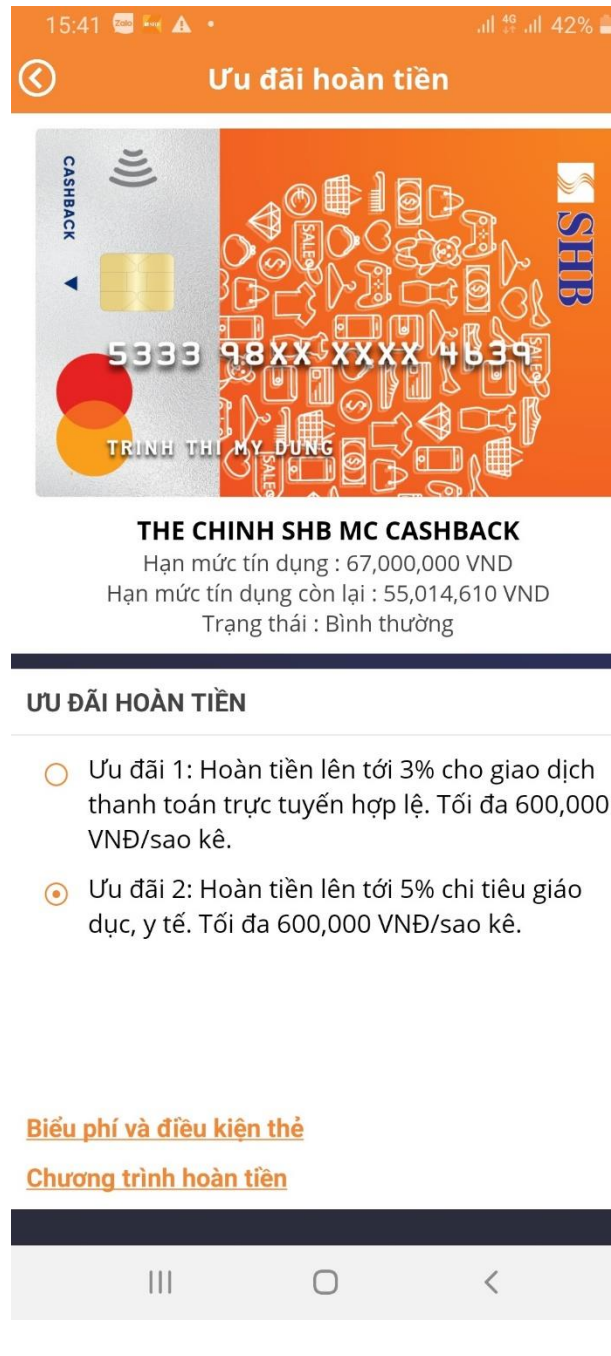 15:41
4G
42%
Ưu đãi hoàn tiền
CASHBACK
SHB
SALE
SALE
SALE
SALE
5333 98XX XXXX 4639
TRINH THI MY DUNG
THE CHINH SHB MC CASHBACK
Hạn mức tín dụng : 67,000,000 VND
Hạn mức tín dụng còn lại : 55,014,610 VND
Trạng thái : Bình thường
ƯU ĐÃI HOÀN TIỀN
Ưu đãi 1: Hoàn tiền lên tới 3% cho giao dịch
thanh toán trực tuyến hợp lệ. Tối đa 600,000
VNĐ/sao kê.
Ưu đãi 2: Hoàn tiền lên tới 5% chi tiêu giáo
dục, y tế. Tối đa 600,000 VNĐ/sao kê.
Biểu phí và điều kiện thẻ
Chương trình hoàn tiền